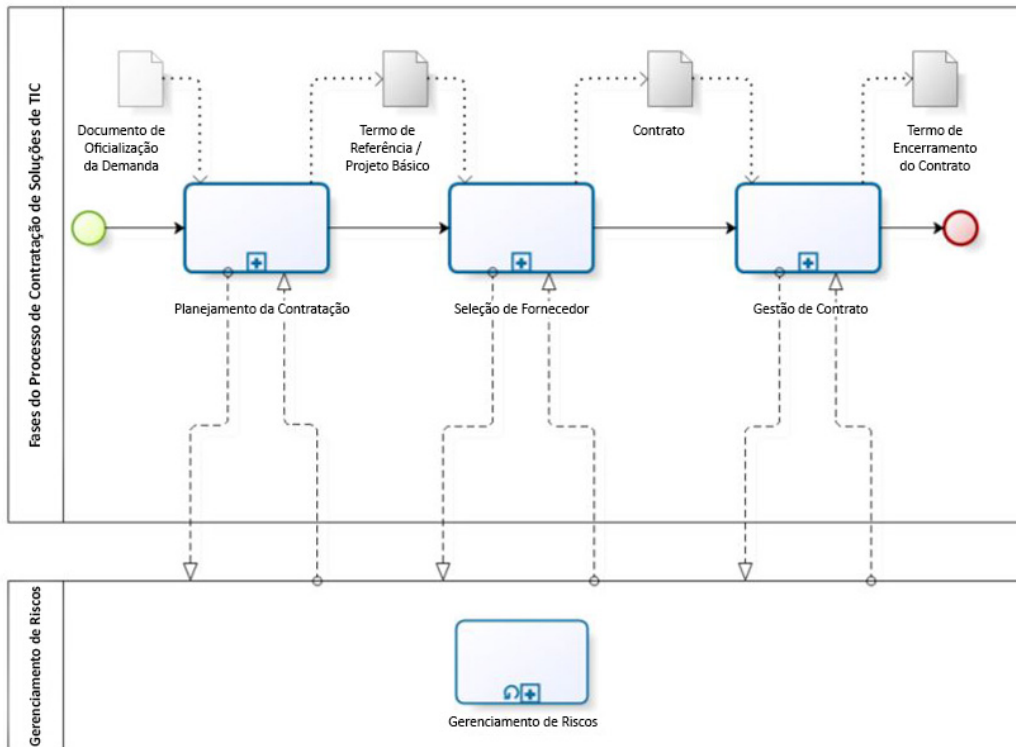 Fases do Processo de Contratação de Soluções de TIC
Documento de
Oficialização
da Demanda
Termo de
Referência /
Projeto Básico
Contrato
Termo de
Encerramento
do Contrato
Planejamento da Contratação
Seleção de Fornecedor
Gestão de Contrato
Gerenciamento de Riscos
Gerenciamento de Riscos